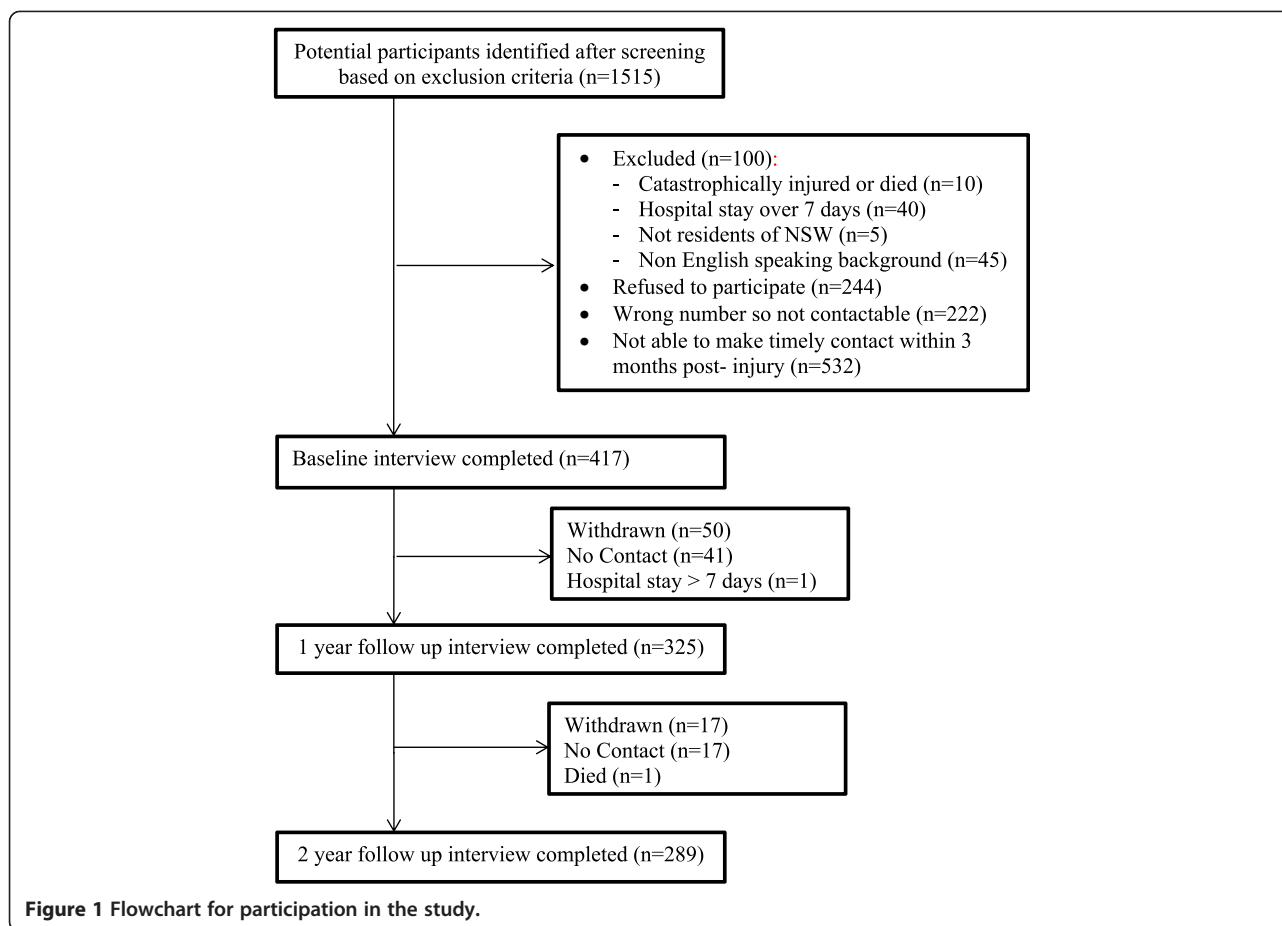 Potential participants identified after screening
based on exclusion criteria (n=1515)
• Excluded (n=100):
- Catastrophically injured or died (n=10)
- Hospital stay over 7 days (n=40)
- Not residents of NSW (n=5)
- Non English speaking background (n=45)
• Refused to participate (n=244)
• Wrong number so not contactable (n=222)
• Not able to make timely contact within 3
months post- injury (n=532)
Baseline interview completed (n=417)
Withdrawn (n=50)
No Contact (n=41)
Hospital stay > 7 days (n=1)
1 year follow up interview completed (n=325)
Withdrawn (n=17)
No Contact (n=17)
Died (n=1)
2 year follow up interview completed (n=289)
Figure 1 Flowchart for participation in the study.